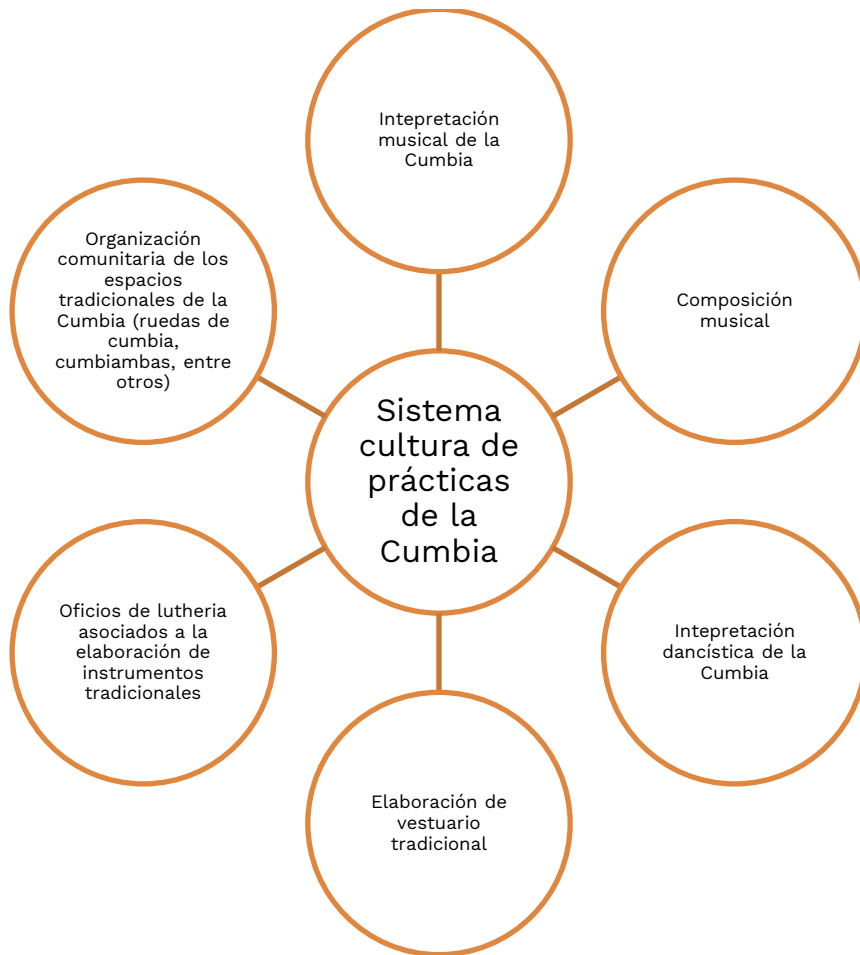 Intepretación
musical de la
Cumbia
Composición
musical
Intepretación
dancística de la
Cumbia
Elaboración de
vestuario
tradicional
Oficios de lutheria
asociados a la
elaboración de
instrumentos
tradicionales
Organización
comunitaria de los
espacios
tradicionales de la
Cumbia (ruedas de
cumbia,
cumbiambas, entre
otros)
Sistema
cultura de
prácticas
de la
Cumbia